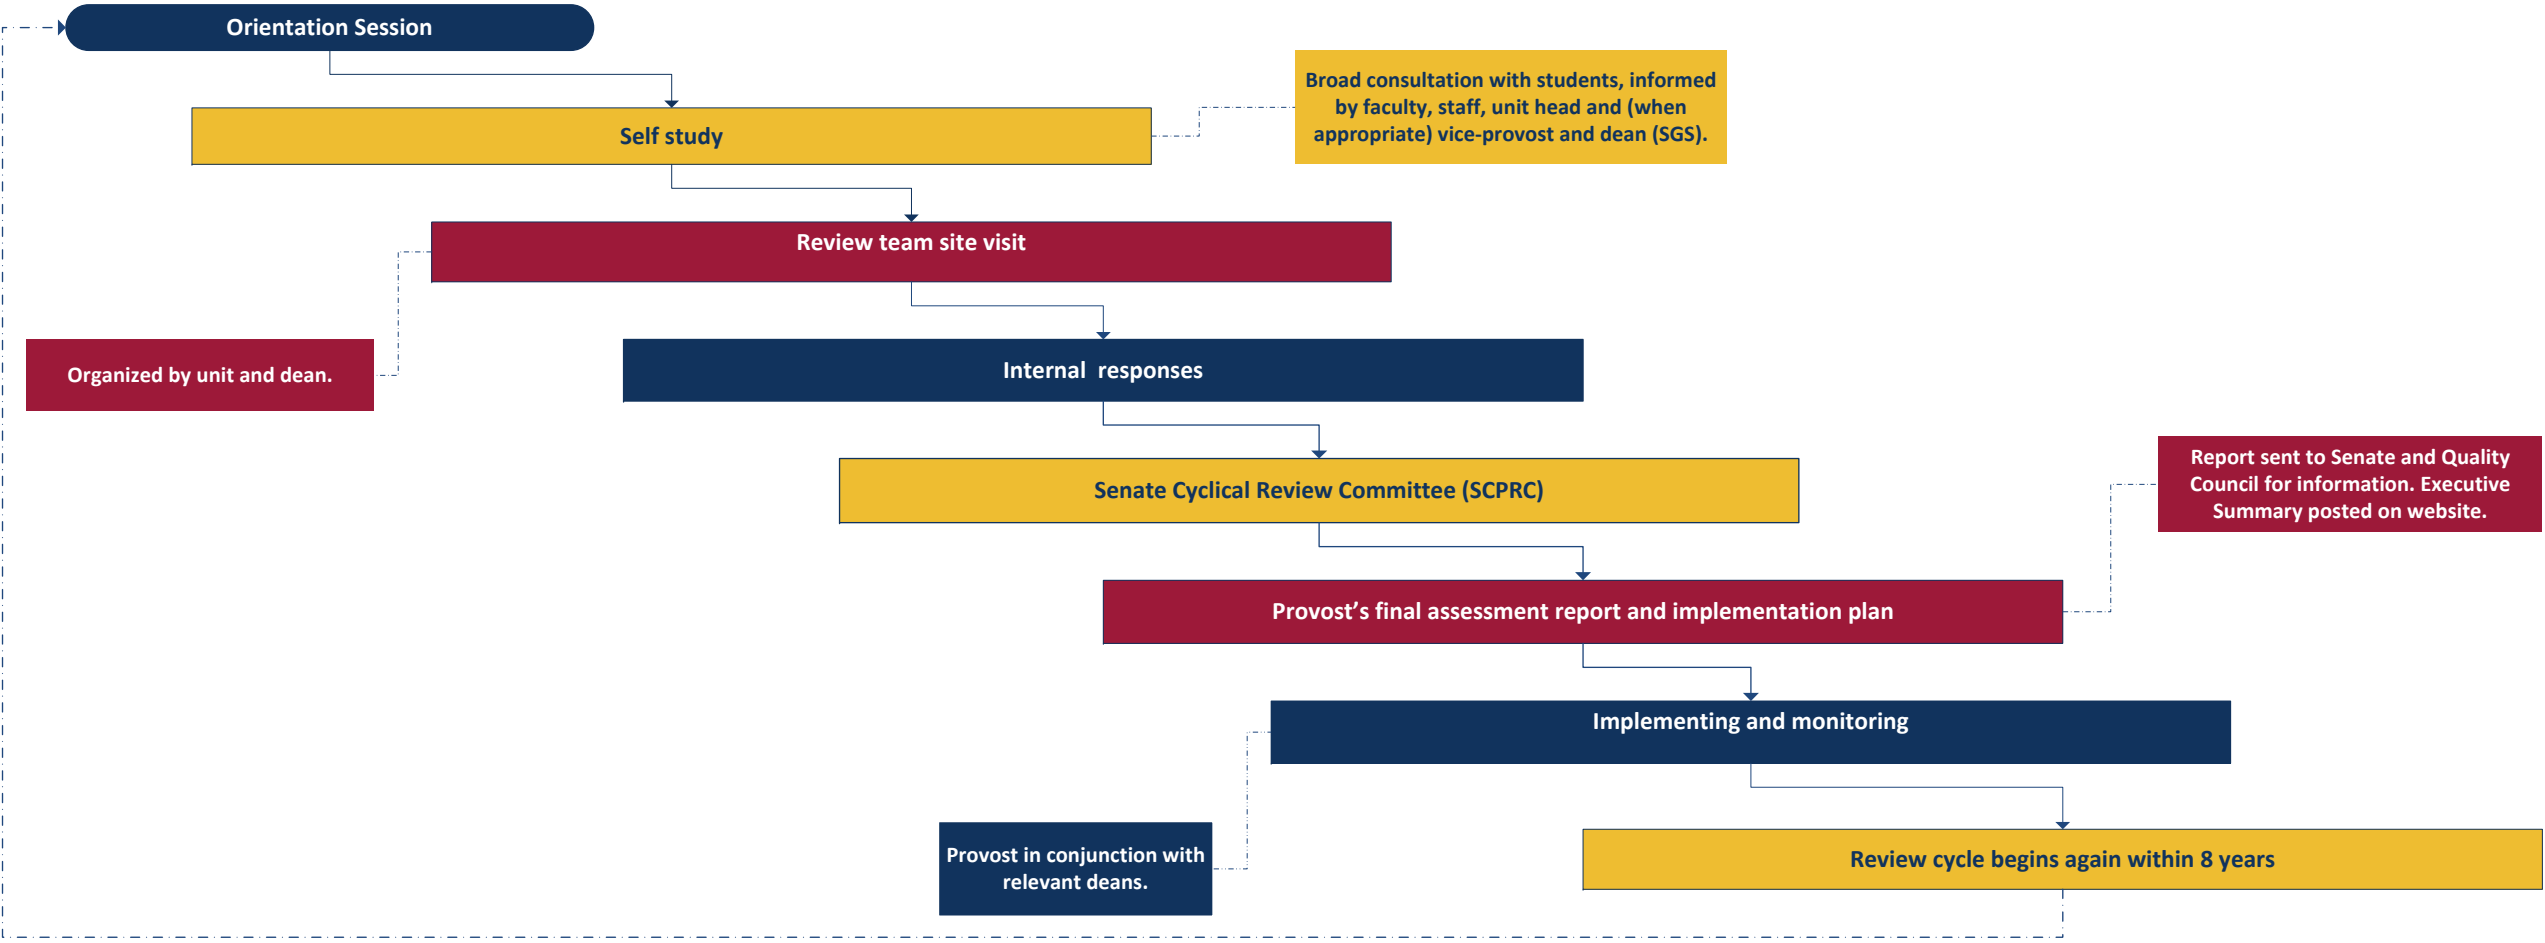 Orientation Session
Broad consultation with students, informed
by faculty, staff, unit head and (when
appropriate) vice-provost and dean (SGS).
Self study
Review team site visit
Organized by unit and dean.
Internal  responses
Senate Cyclical Review Committee (SCPRC)
Report sent to Senate and Quality
Council for information. Executive
Summary posted on website.
Provost’s final assessment report and implementation plan
Implementing and monitoring
Provost in conjunction with
relevant deans.
Review cycle begins again within 8 years